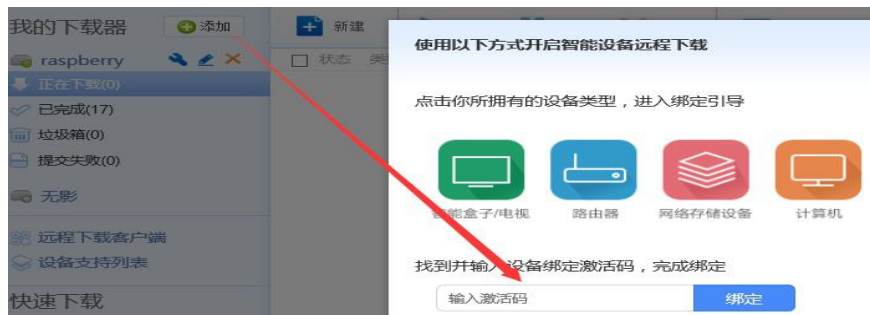 我的下载器
添加
raspberry
正在下载(0)
已完成(17)
垃圾箱(0)
提交失败(0)
无影
远程下载客户端
设备支持列表
快速下载
新建
状态
使用以下方式开启智能设备远程下载
点击你所拥有的设备类型，进入绑定引导
智能盒子/电视
路由器
网络存储设备
计算机
找到并输入设备绑定激活码，完成绑定
输入激活码
绑定